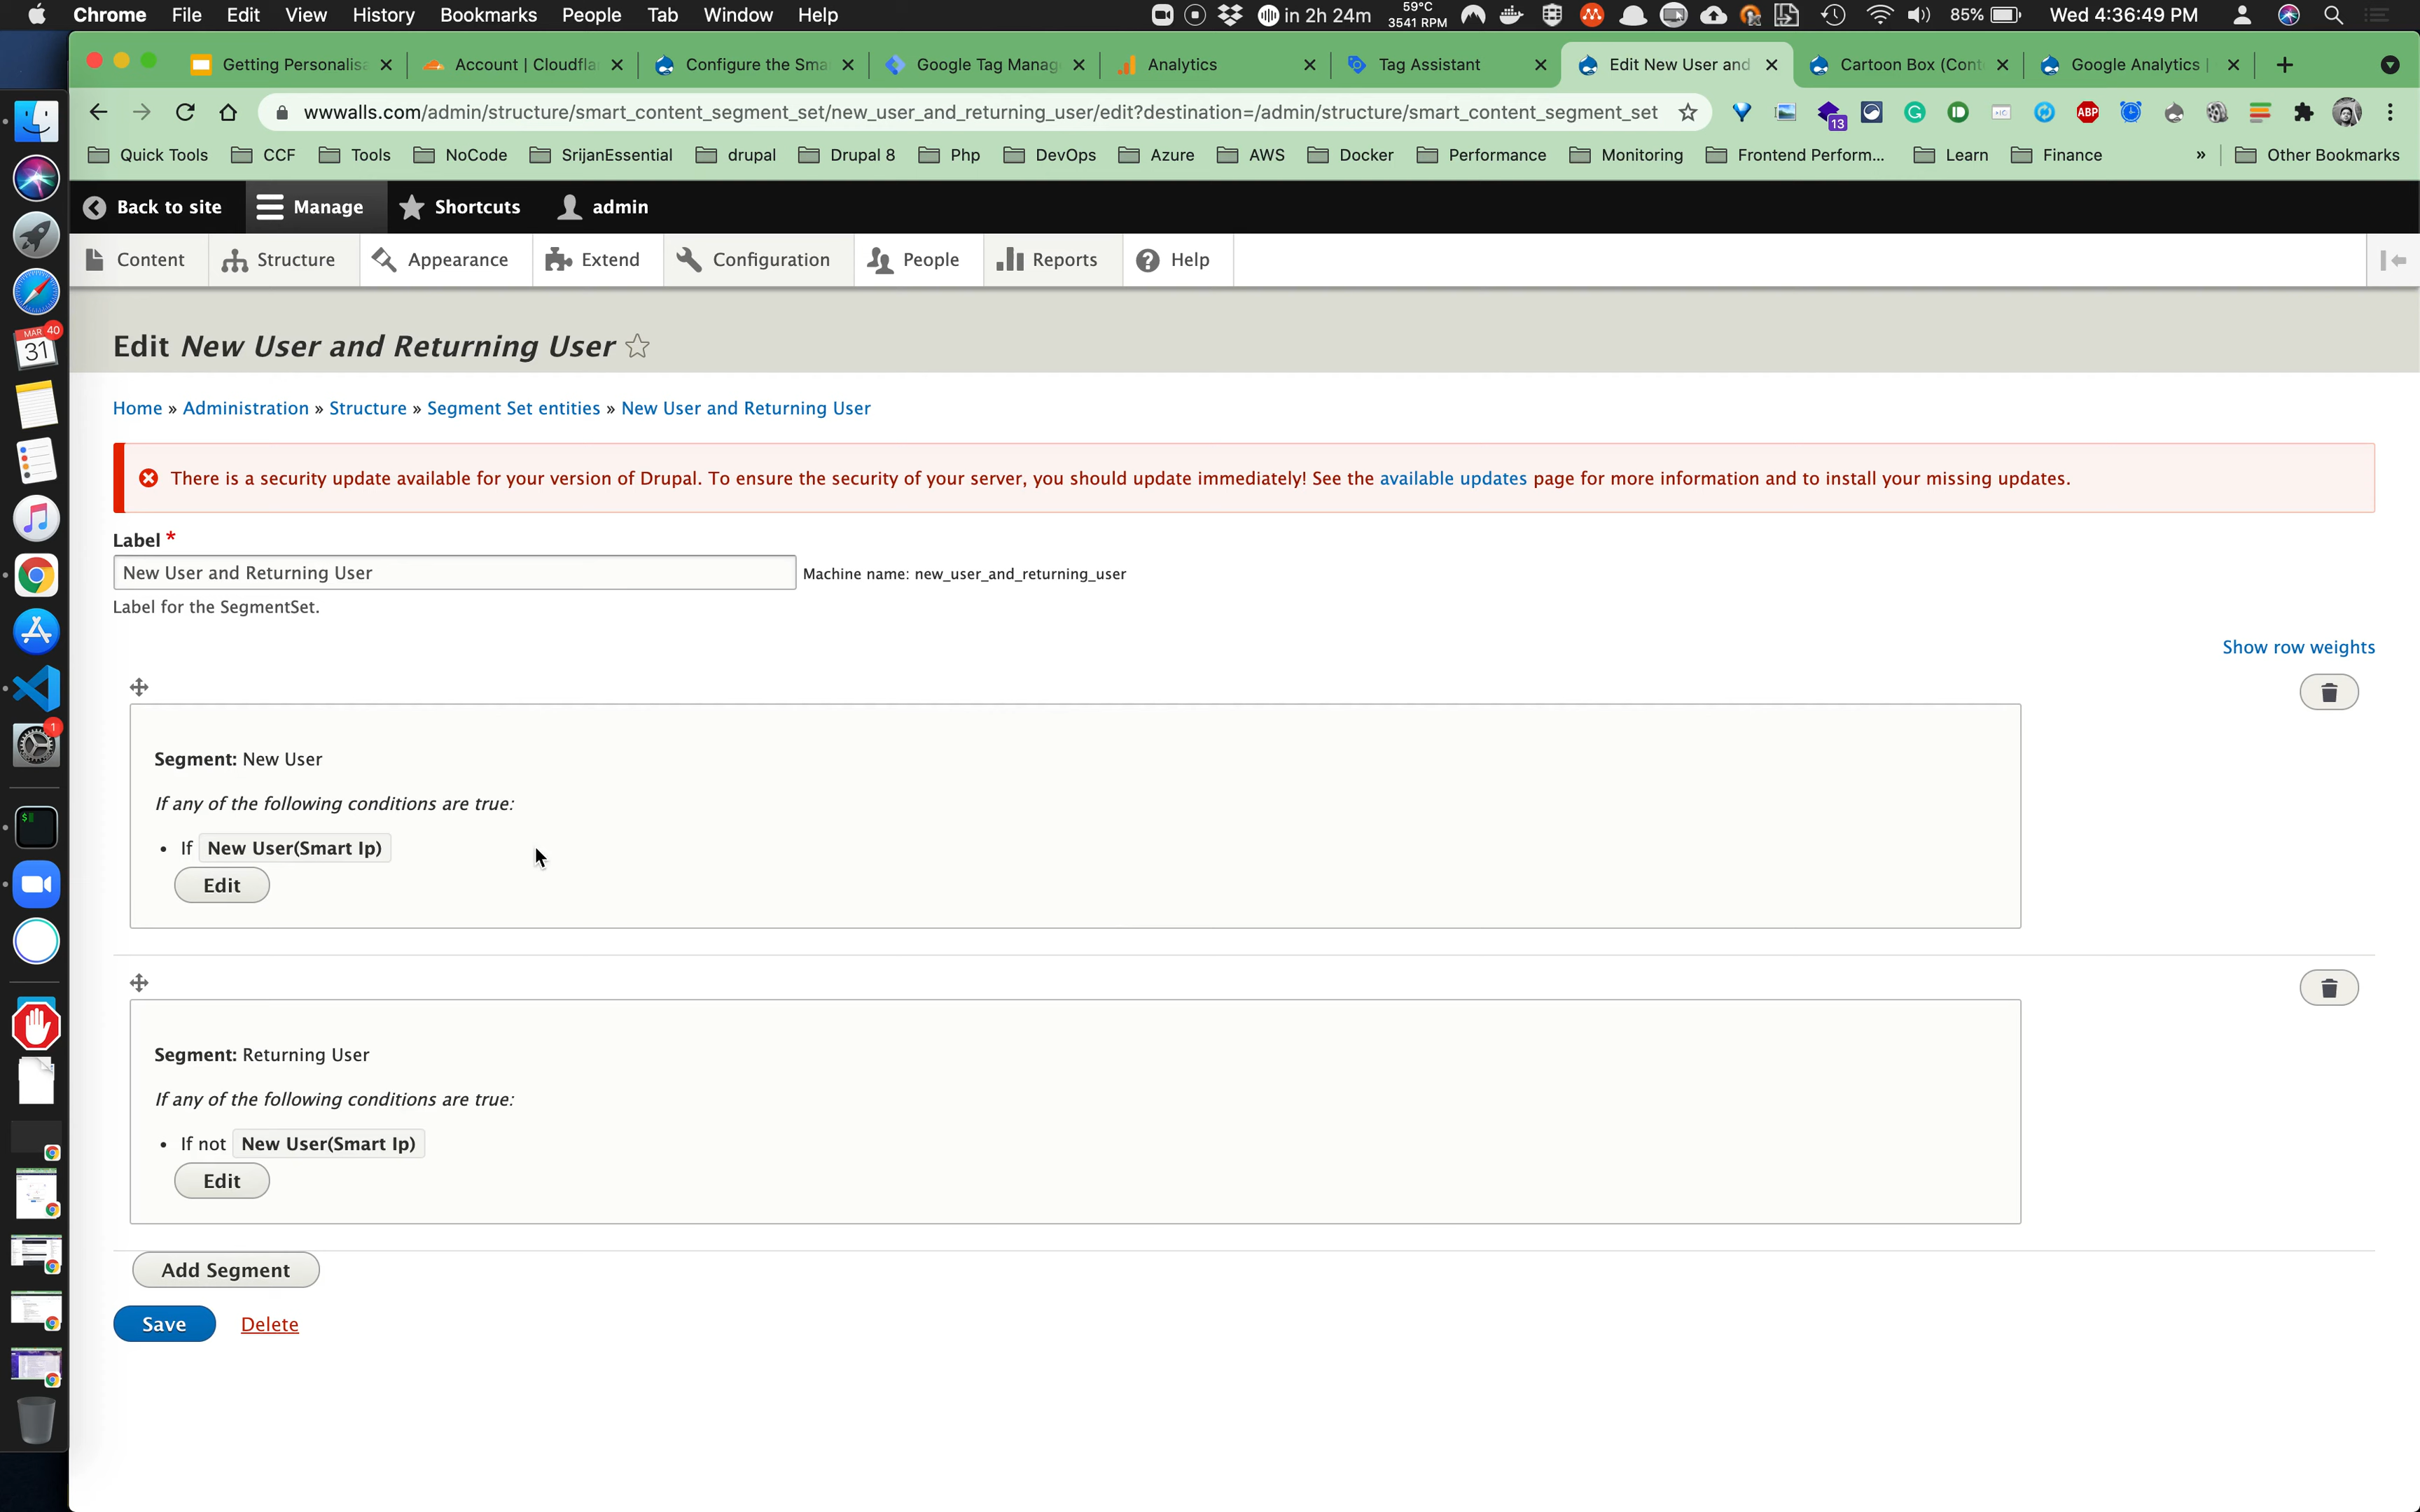 Chrome File Edit View History Bookmarks People Tab Window Help in 2h 24m 59°C 3541 RPM 85% Wed 4:36:49 PM
Getting Personalisa Account | Cloudfla Configure the Sma Google Tag Manag Analytics Tag Assistant Edit New User and Cartoon Box (Cont Google Analytics |
wwwalls.com/admin/structure/smart_content_segment_set/new_user_and_returning_user/edit?destination=/admin/structure/smart_content_segment_set 13 ABP
Quick Tools CCF Tools NoCode SrijanEssential drupal Drupal 8 Php DevOps Azure AWS Docker Performance Monitoring Frontend Perform... Learn Finance » Other Bookmarks
Back to site Manage Shortcuts admin
Content Structure Appearance Extend Configuration People Reports Help
MAR 40
31
1
Edit New User and Returning User
Home » Administration » Structure » Segment Set entities » New User and Returning User
There is a security update available for your version of Drupal. To ensure the security of your server, you should update immediately! See the available updates page for more information and to install your missing updates.
Label *
New User and Returning User Machine name: new_user_and_returning_user
Label for the SegmentSet.
Show row weights
Segment: New User
If any of the following conditions are true:
• If New User(Smart Ip)
Edit
Segment: Returning User
If any of the following conditions are true:
• If not New User(Smart Ip)
Edit
Add Segment
Save Delete